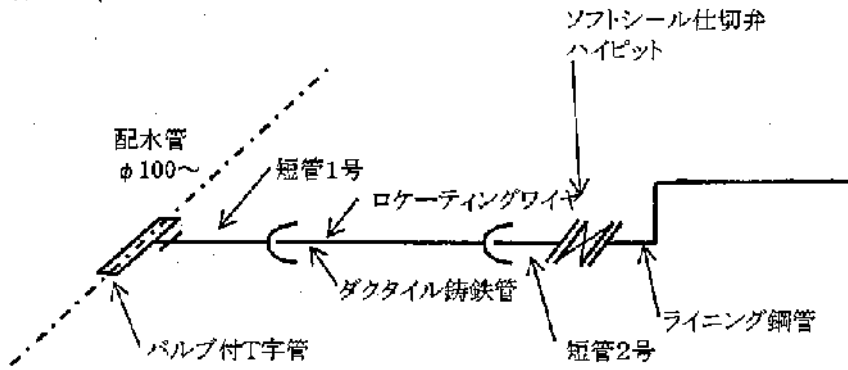 ソフトシール仕切弁
ハイピット
配水管
φ100~
短管1号
ロケーティングワイヤ
ダクタイル鋳鉄管
ライニング鋼管
バルブ付T字管
短管2号